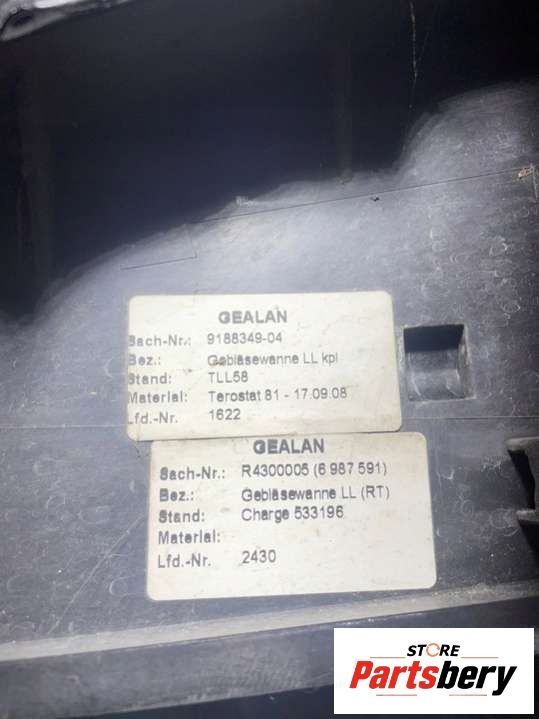 GEALAN
Sach-Nr.: 9188349-04
Bez.: Gebläsewanne LL kpl
Stand: TLL58
Material: Terostat 81 - 17.09.08
Lfd.-Nr. 1622
GEALAN
Sach-Nr.: R4300005 (6 987 591)
Bez.: Gebläsewanne LL (RT)
Stand: Charge 533196
Material:
Lfd.-Nr. 2430
STORE
Partsbery